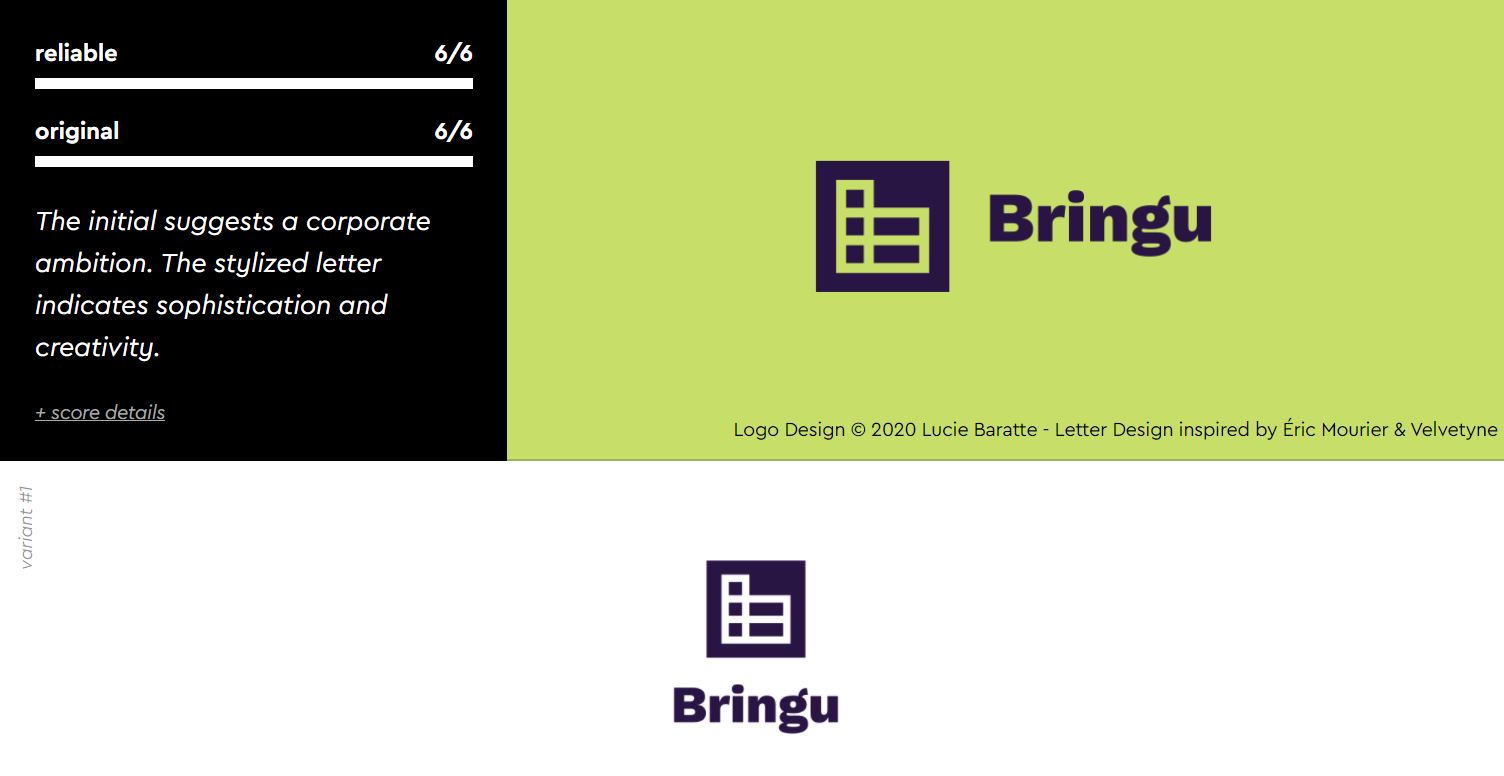 reliable 6/6
original 6/6
The initial suggests a corporate
ambition. The stylized letter
indicates sophistication and
creativity.
+ score details
Bringu
Logo Design © 2020 Lucie Baratte - Letter Design inspired by Éric Mourier & Velvetyne
variant #1
Bringu